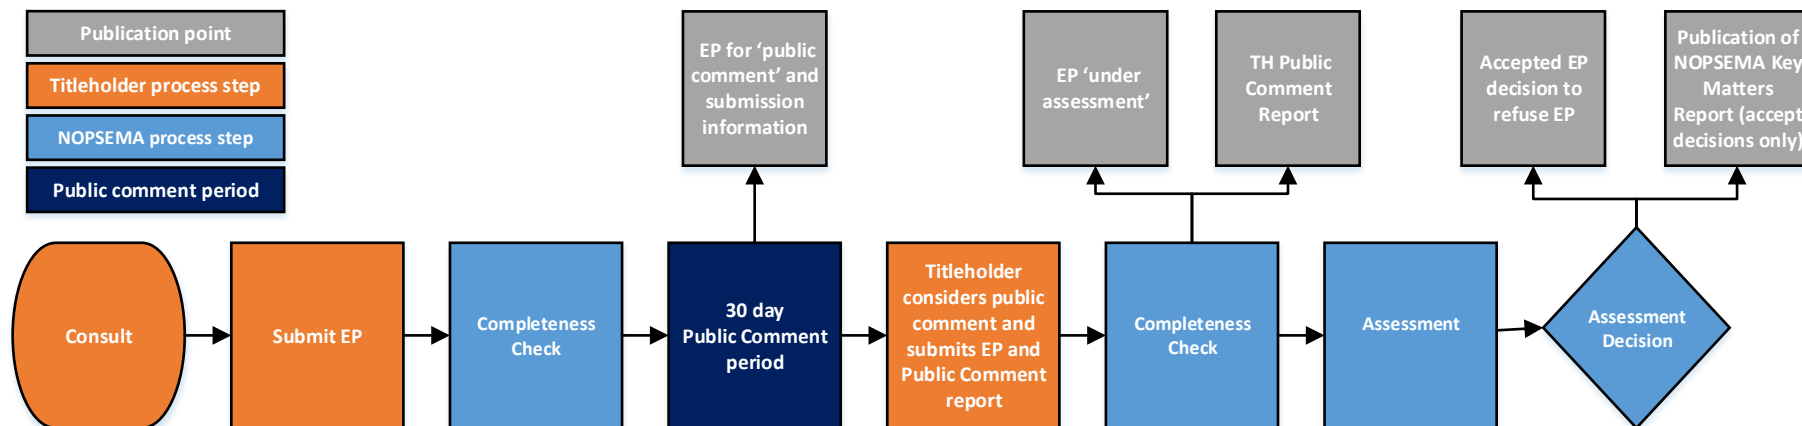 Publication point
Titleholder process step
NOPSEMA process step
Public comment period
EP for ‘public
comment’ and
submission
information
EP ‘under
assessment’
TH Public
Comment
Report
Accepted EP
decision to
refuse EP
Publication of
NOPSEMA Key
Matters
Report (accept
decisions only)
Consult
Submit EP
Completeness
Check
30 day
Public Comment
period
Titleholder
considers public
comment and
submits EP and
Public Comment
report
Completeness
Check
Assessment
Assessment
Decision